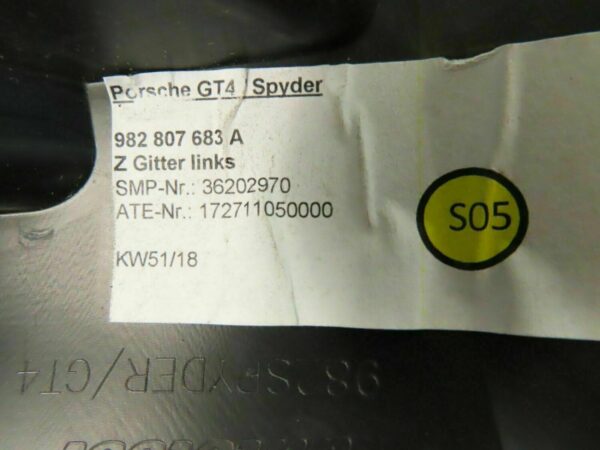 Porsche GT4 / Spyder
982 807 683 A
Z Gitter links
SMP-Nr.: 36202970
ATE-Nr.: 172711050000
KW51/18
S05
982SPYDER/GT4